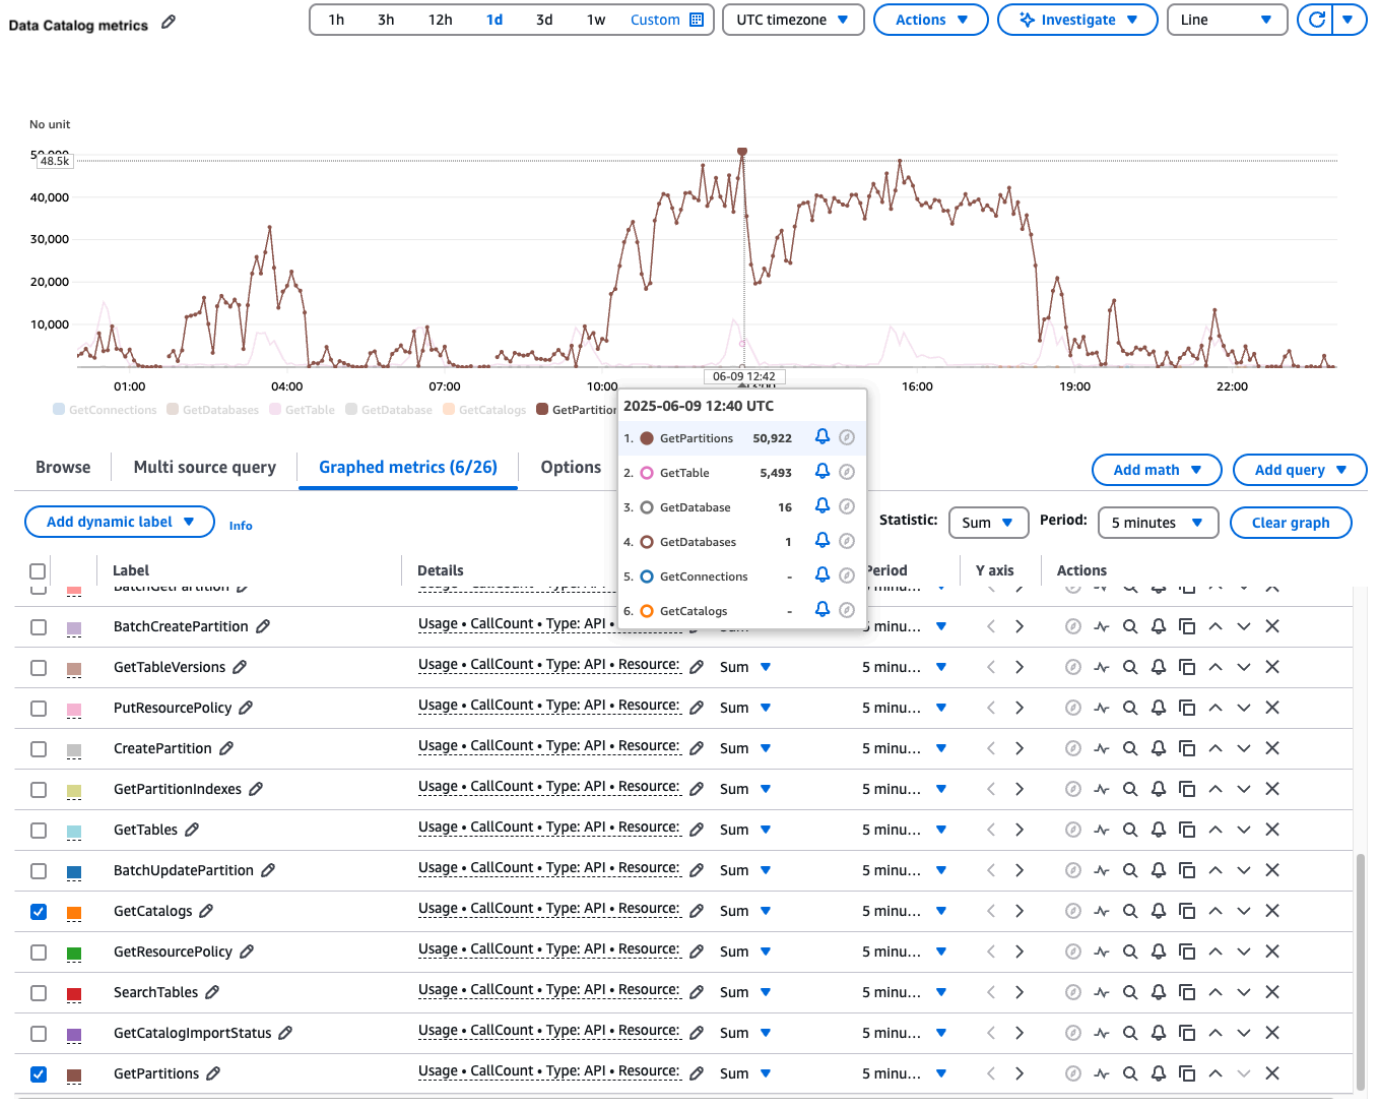 Data Catalog metrics
1h 3h 12h 1d 3d 1w Custom UTC timezone Actions Investigate Line
No unit
48.5k
40,000
30,000
20,000
10,000
06-09 12:42
01:00 04:00 07:00 10:00 16:00 19:00 22:00
GetConnections GetDatabases GetTable GetDatabase GetCatalogs GetPartition
2025-06-09 12:40 UTC
1. GetPartitions 50,922
2. GetTable 5,493
3. GetDatabase 16
4. GetDatabases 1
5. GetConnections -
6. GetCatalogs -
Browse Multi source query Graphed metrics (6/26) Options Add math Add query
Add dynamic label Info Statistic: Sum Period: 5 minutes Clear graph
Label Details Period Y axis Actions
BatchGetPartition
BatchCreatePartition Usage • CallCount • Type: API • Sum 5 minu...
GetTableVersions Usage • CallCount • Type: API • Resource: Sum 5 minu...
PutResourcePolicy Usage • CallCount • Type: API • Resource: Sum 5 minu...
CreatePartition Usage • CallCount • Type: API • Resource: Sum 5 minu...
GetPartitionIndexes Usage • CallCount • Type: API • Resource: Sum 5 minu...
GetTables Usage • CallCount • Type: API • Resource: Sum 5 minu...
BatchUpdatePartition Usage • CallCount • Type: API • Resource: Sum 5 minu...
GetCatalogs Usage • CallCount • Type: API • Resource: Sum 5 minu...
GetResourcePolicy Usage • CallCount • Type: API • Resource: Sum 5 minu...
SearchTables Usage • CallCount • Type: API • Resource: Sum 5 minu...
GetCatalogImportStatus Usage • CallCount • Type: API • Resource: Sum 5 minu...
GetPartitions Usage • CallCount • Type: API • Resource: Sum 5 minu...